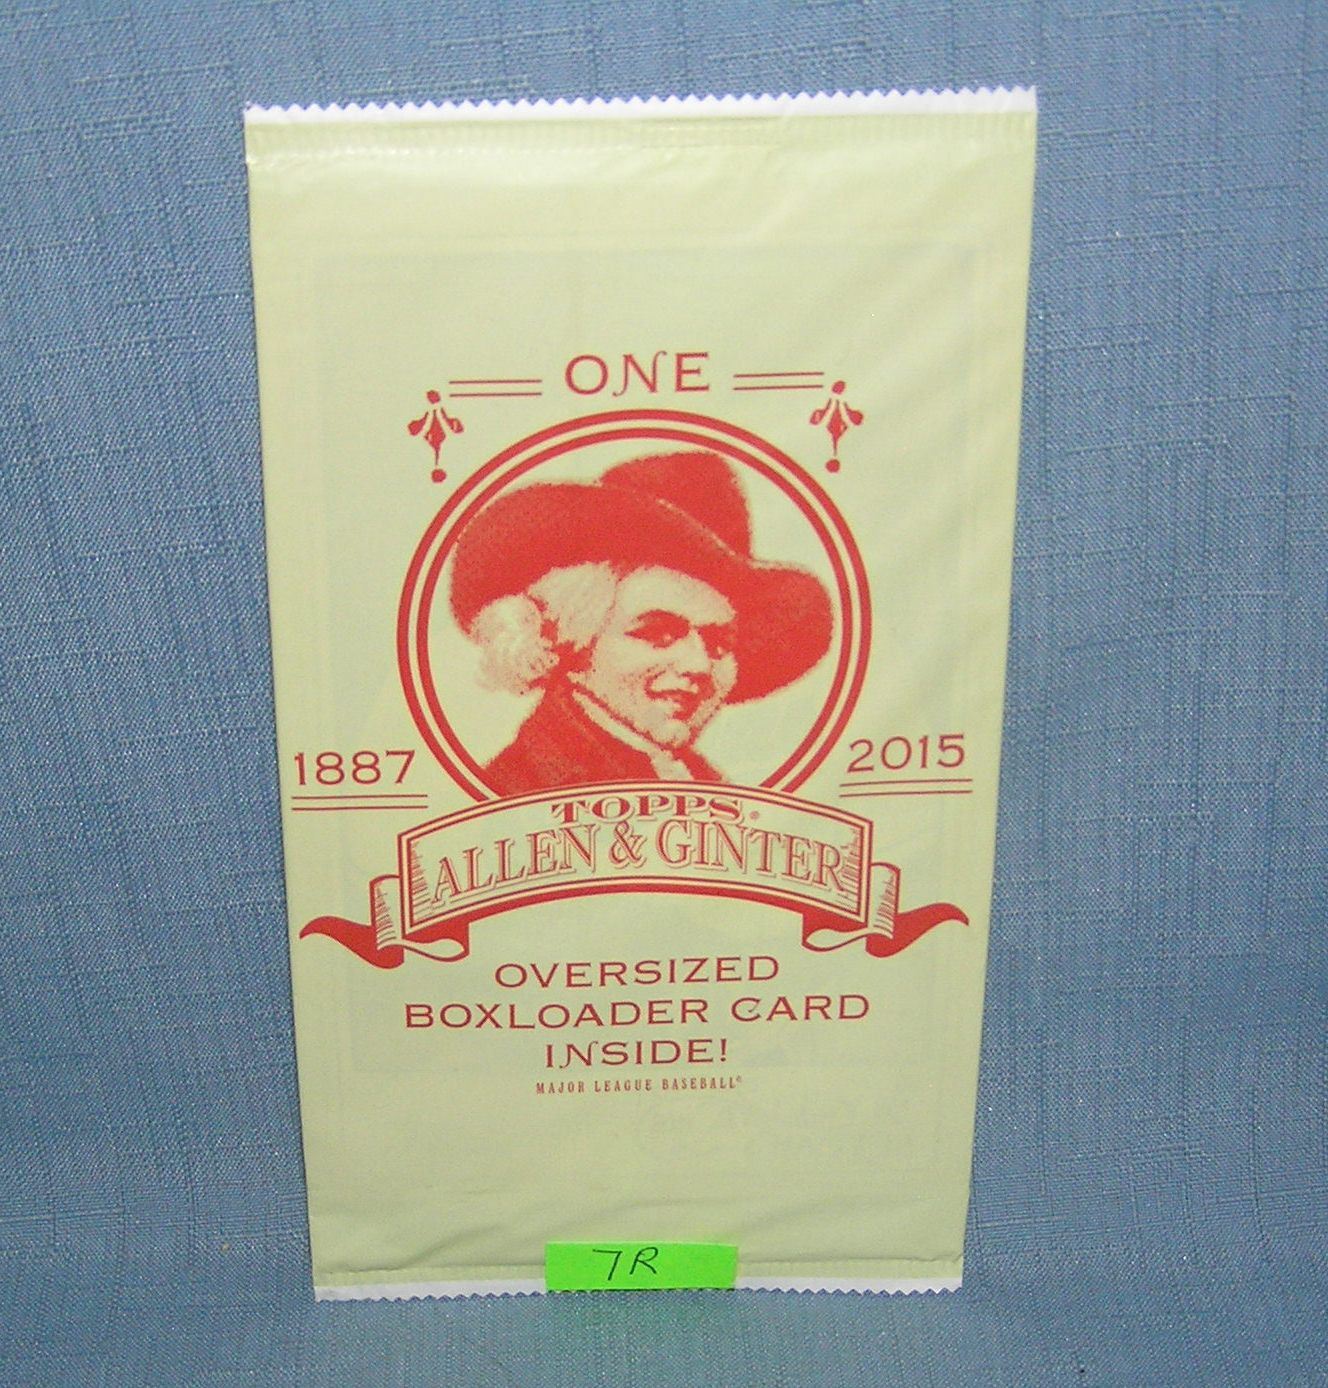 ONE
1887
2015
TOPPS®
ALLEN & GINTER
OVERSIZED
BOXLOADER CARD
INSIDE!
MAJOR LEAGUE BASEBALL®
7R